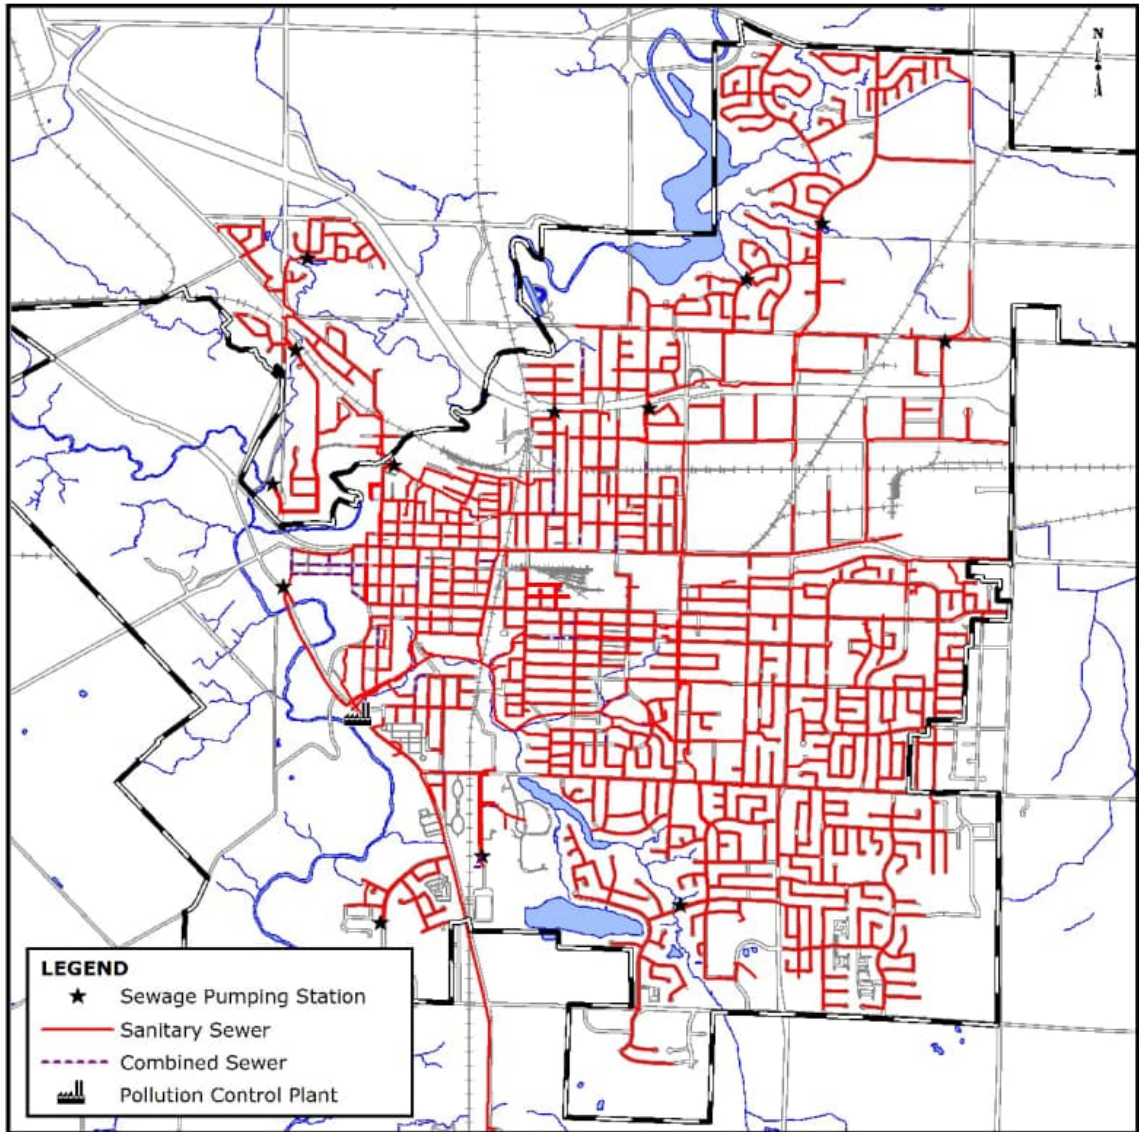 N
LEGEND
Sewage Pumping Station
Sanitary Sewer
Combined Sewer
Pollution Control Plant